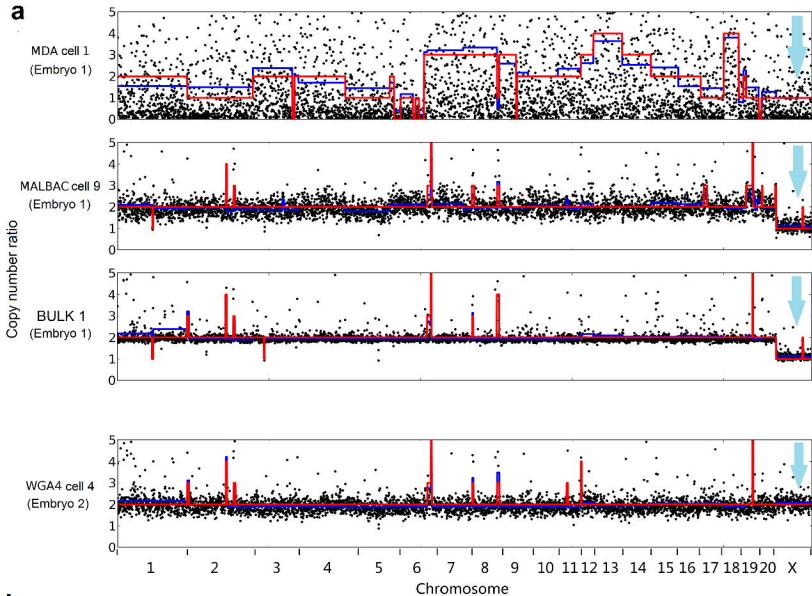 a
MDA cell 1
(Embryo 1)
5
4
3
2
1
0
MALBAC cell 9
(Embryo 1)
5
4
3
2
1
0
Copy number ratio
BULK 1
(Embryo 1)
5
4
3
2
1
0
WGA4 cell 4
(Embryo 2)
5
4
3
2
1
0
1 2 3 4 5 6 7 8 9 10 11 12 13 14 15 16 17 18 19 20 X
Chromosome